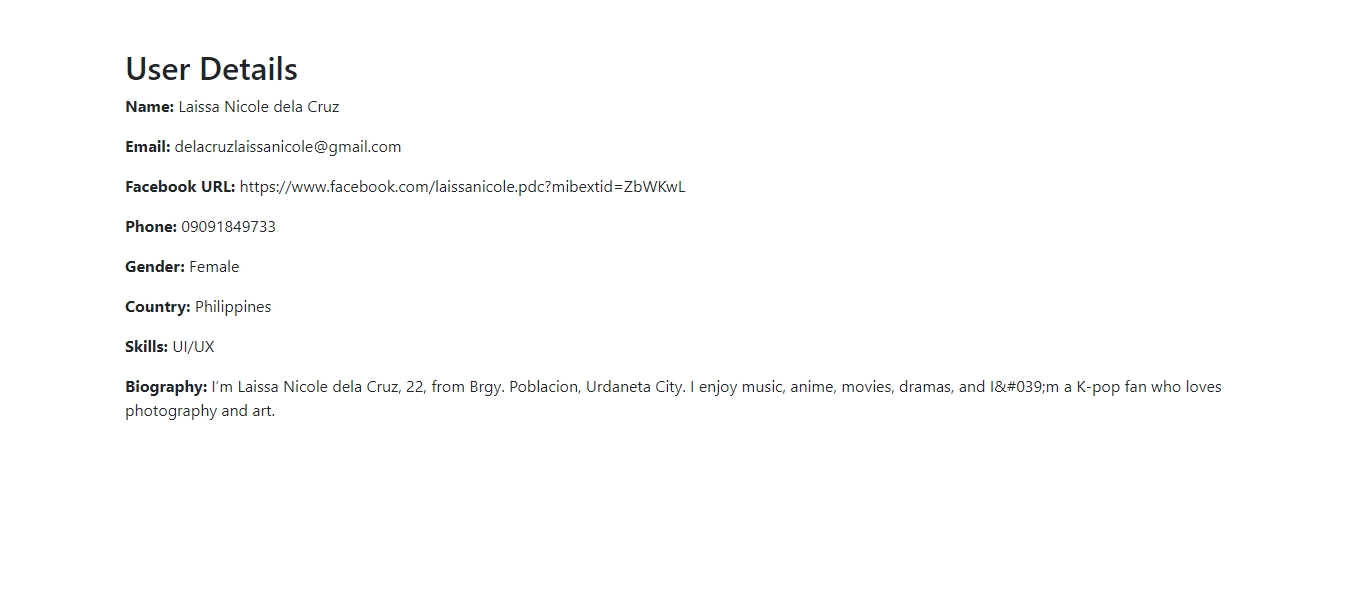 User Details
Name: Laissa Nicole dela Cruz
Email: delacruzlaissanicole@gmail.com
Facebook URL: https://www.facebook.com/laissanicole.pdc?mibextid=ZbWKwL
Phone: 09091849733
Gender: Female
Country: Philippines
Skills: UI/UX
Biography: I’m Laissa Nicole dela Cruz, 22, from Brgy. Poblacion, Urdaneta City. I enjoy music, anime, movies, dramas, and I&#039;m a K-pop fan who loves
photography and art.